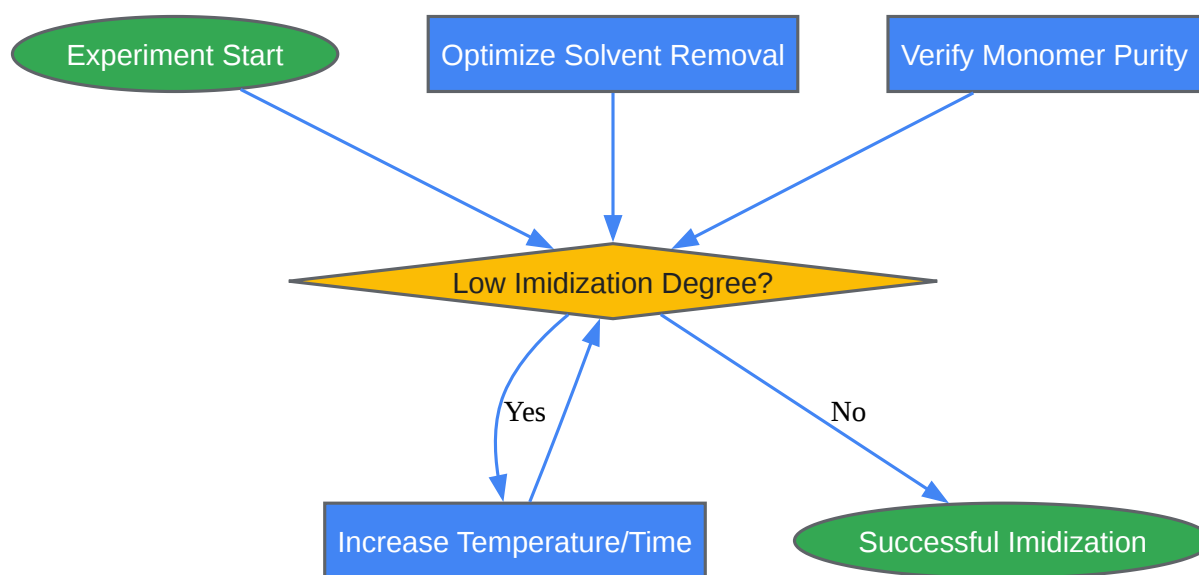 Experiment Start
Optimize Solvent Removal
Verify Monomer Purity
Low Imidization Degree?
Yes
No
Increase Temperature/Time
Successful Imidization